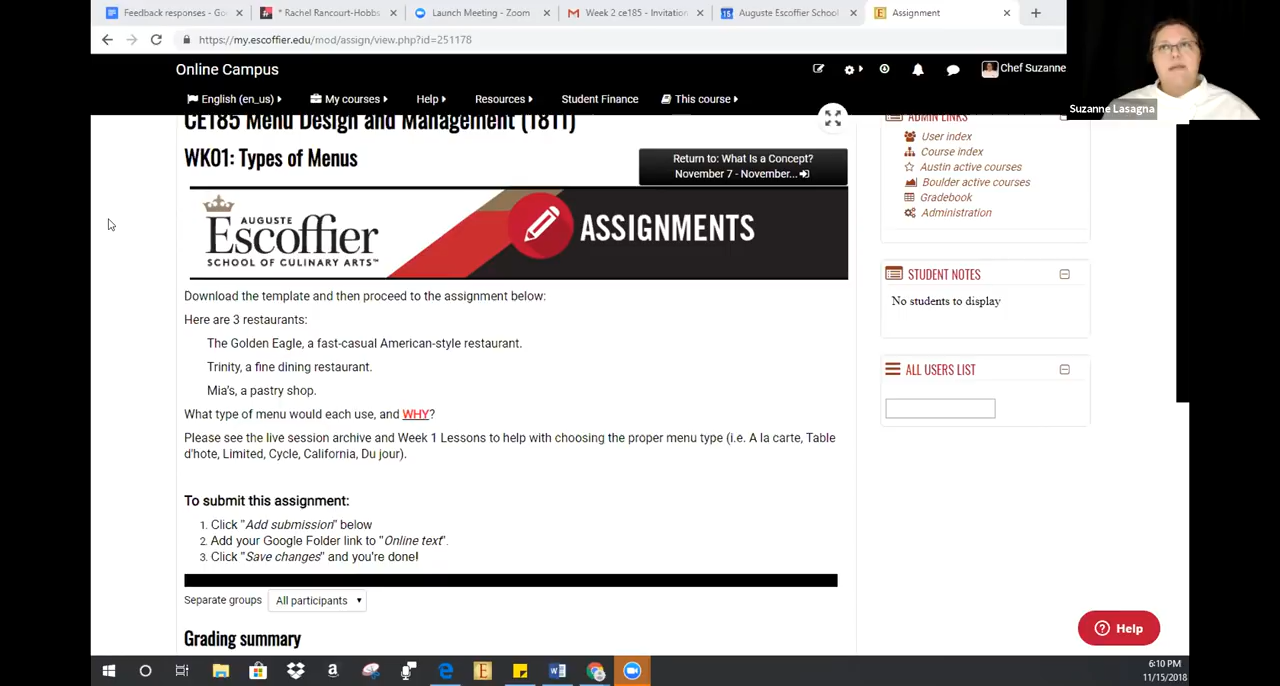 Feedback responses - Go
* Rachel Rancourt-Hobbs
Launch Meeting - Zoom
Week 2 ce185 - Invitation
Auguste Escoffier School
Assignment
https://my.escoffier.edu/mod/assign/view.php?id=251178
Online Campus
Chef Suzanne
Suzanne Lasagna
English (en_us)
My courses
Help
Resources
Student Finance
This course
CE185 Menu Design and Management (1811)
WK01: Types of Menus
Return to: What Is a Concept?
November 7 - November...
AUGUSTE
Escoffier
SCHOOL OF CULINARY ARTS™
ASSIGNMENTS
Download the template and then proceed to the assignment below:
Here are 3 restaurants:
The Golden Eagle, a fast-casual American-style restaurant.
Trinity, a fine dining restaurant.
Mia's, a pastry shop.
What type of menu would each use, and WHY?
Please see the live session archive and Week 1 Lessons to help with choosing the proper menu type (i.e. A la carte, Table
d'hote, Limited, Cycle, California, Du jour).
To submit this assignment:
1. Click "Add submission" below
2. Add your Google Folder link to "Online text".
3. Click "Save changes" and you're done!
Separate groups
All participants
Grading summary
ADMIN LINKS
User index
Course index
Austin active courses
Boulder active courses
Gradebook
Administration
STUDENT NOTES
No students to display
ALL USERS LIST
Help
6:10 PM
11/15/2018